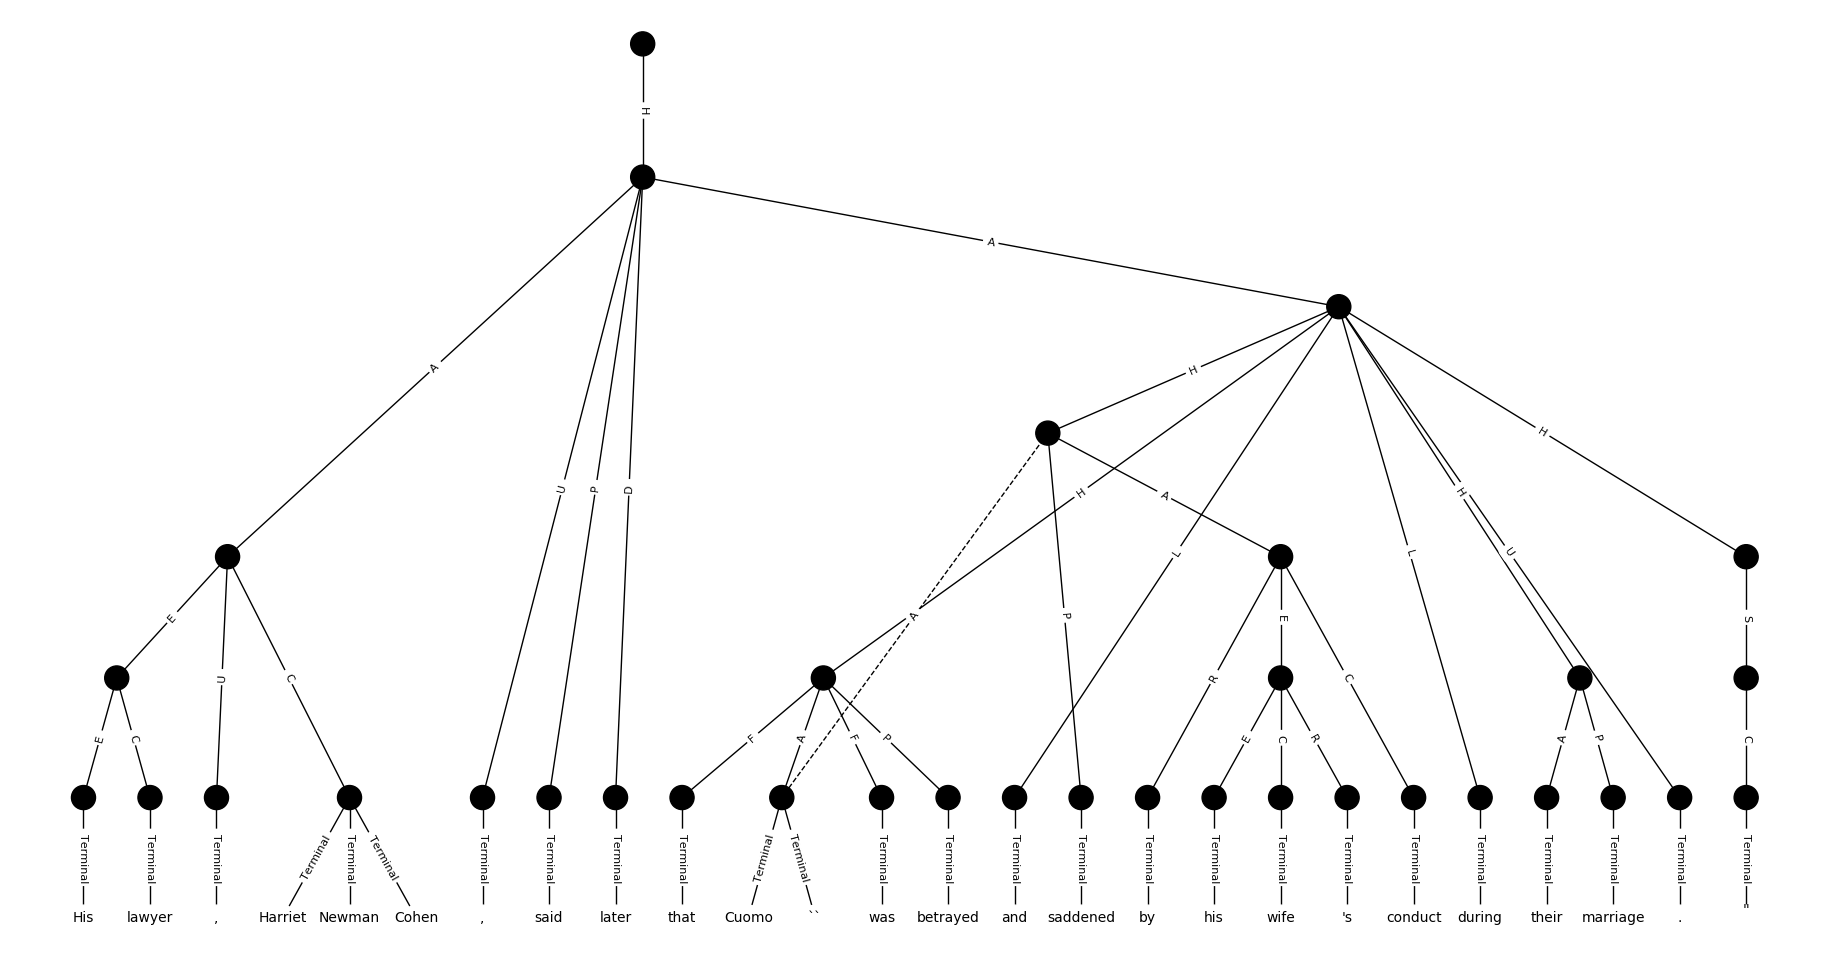 H
A
A
H
H
H
A
U
P
D
H
L
A
L
U
A
P
E
U
C
R
E
C
S
E
C
F
A
F
P
E
C
R
A
P
C
Terminal Terminal Terminal Terminal Terminal Terminal Terminal Terminal Terminal Terminal Terminal Terminal Terminal Terminal Terminal Terminal Terminal Terminal Terminal Terminal Terminal Terminal Terminal Terminal Terminal Terminal
His lawyer , Harriet Newman Cohen , said later that Cuomo `` was betrayed and saddened by his wife 's conduct during their marriage . "